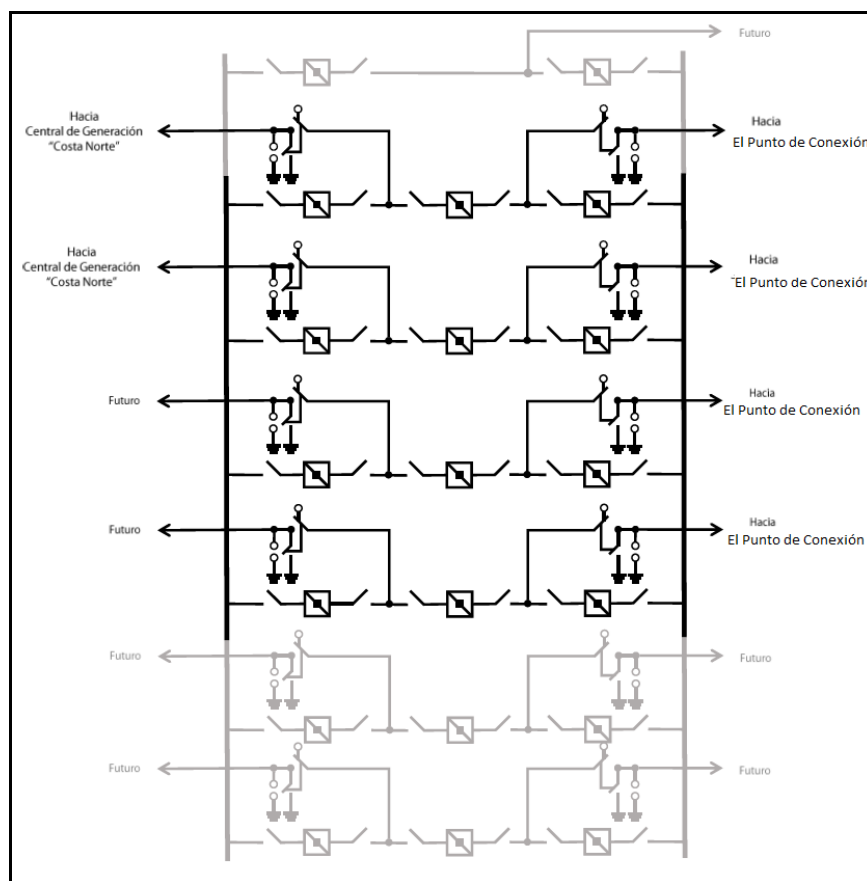 Futuro
Hacia
Central de Generación
"Costa Norte"
Hacia
El Punto de Conexión
Hacia
Central de Generación
"Costa Norte"
Hacia
El Punto de Conexión
Futuro
Hacia
El Punto de Conexión
Futuro
Hacia
El Punto de Conexión
Futuro
Futuro
Futuro
Futuro